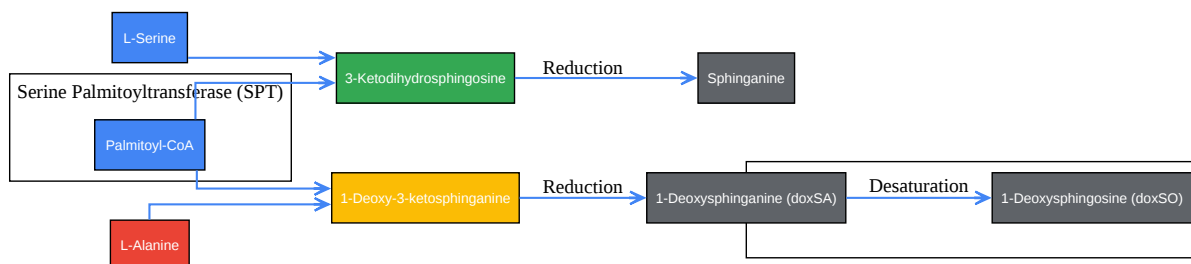 L-Serine
3-Ketodihydrosphingosine
Reduction
Sphinganine
Serine Palmitoyltransferase (SPT)
Palmitoyl-CoA
1-Deoxy-3-ketosphinganine
Reduction
1-Deoxysphinganine (doxSA)
Desaturation
1-Deoxysphingosine (doxSO)
L-Alanine